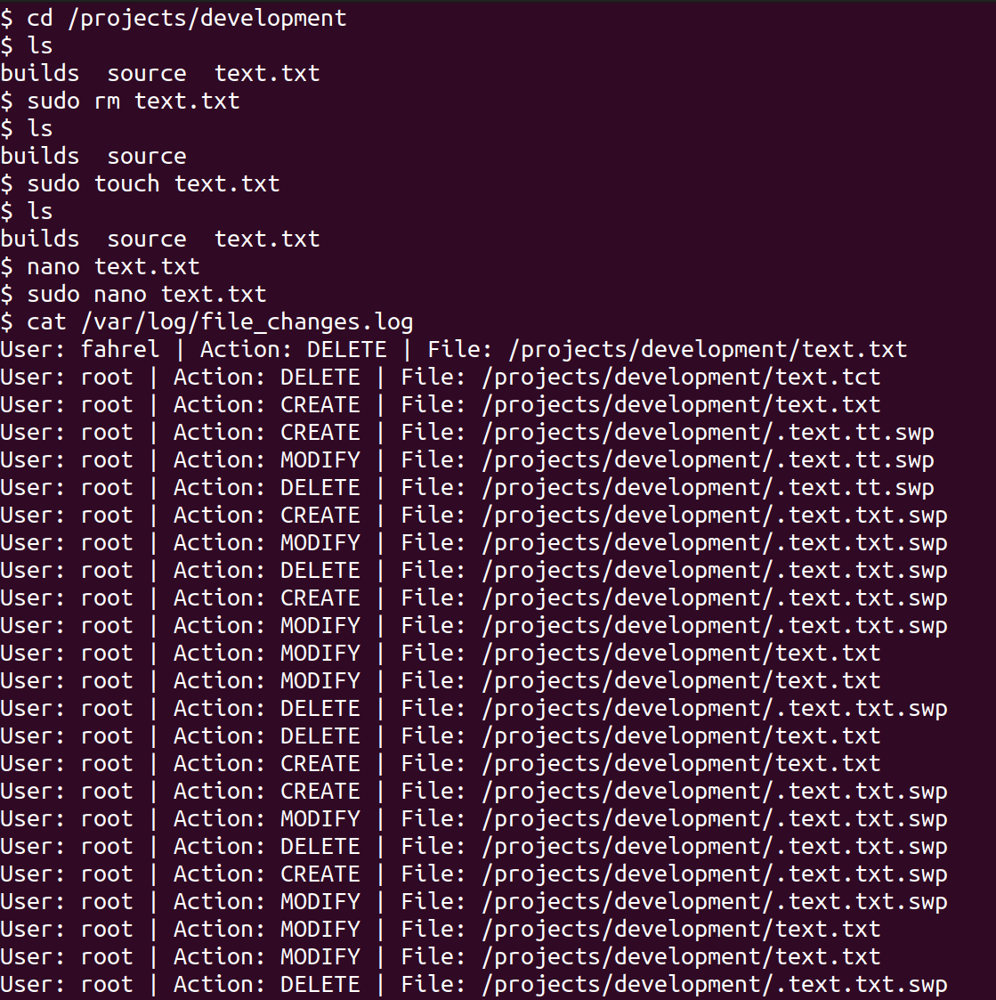 $ cd /projects/development
$ ls
builds  source  text.txt
$ sudo rm text.txt
$ ls
builds  source
$ sudo touch text.txt
$ ls
builds  source  text.txt
$ nano text.txt
$ sudo nano text.txt
$ cat /var/log/file_changes.log
User: fahrel | Action: DELETE | File: /projects/development/text.txt
User: root | Action: DELETE | File: /projects/development/text.tct
User: root | Action: CREATE | File: /projects/development/text.txt
User: root | Action: CREATE | File: /projects/development/.text.tt.swp
User: root | Action: MODIFY | File: /projects/development/.text.tt.swp
User: root | Action: DELETE | File: /projects/development/.text.tt.swp
User: root | Action: CREATE | File: /projects/development/.text.txt.swp
User: root | Action: MODIFY | File: /projects/development/.text.txt.swp
User: root | Action: DELETE | File: /projects/development/.text.txt.swp
User: root | Action: CREATE | File: /projects/development/.text.txt.swp
User: root | Action: MODIFY | File: /projects/development/.text.txt.swp
User: root | Action: MODIFY | File: /projects/development/text.txt
User: root | Action: MODIFY | File: /projects/development/text.txt
User: root | Action: DELETE | File: /projects/development/.text.txt.swp
User: root | Action: DELETE | File: /projects/development/text.txt
User: root | Action: CREATE | File: /projects/development/text.txt
User: root | Action: CREATE | File: /projects/development/.text.txt.swp
User: root | Action: MODIFY | File: /projects/development/.text.txt.swp
User: root | Action: DELETE | File: /projects/development/.text.txt.swp
User: root | Action: CREATE | File: /projects/development/.text.txt.swp
User: root | Action: MODIFY | File: /projects/development/.text.txt.swp
User: root | Action: MODIFY | File: /projects/development/text.txt
User: root | Action: MODIFY | File: /projects/development/text.txt
User: root | Action: DELETE | File: /projects/development/.text.txt.swp